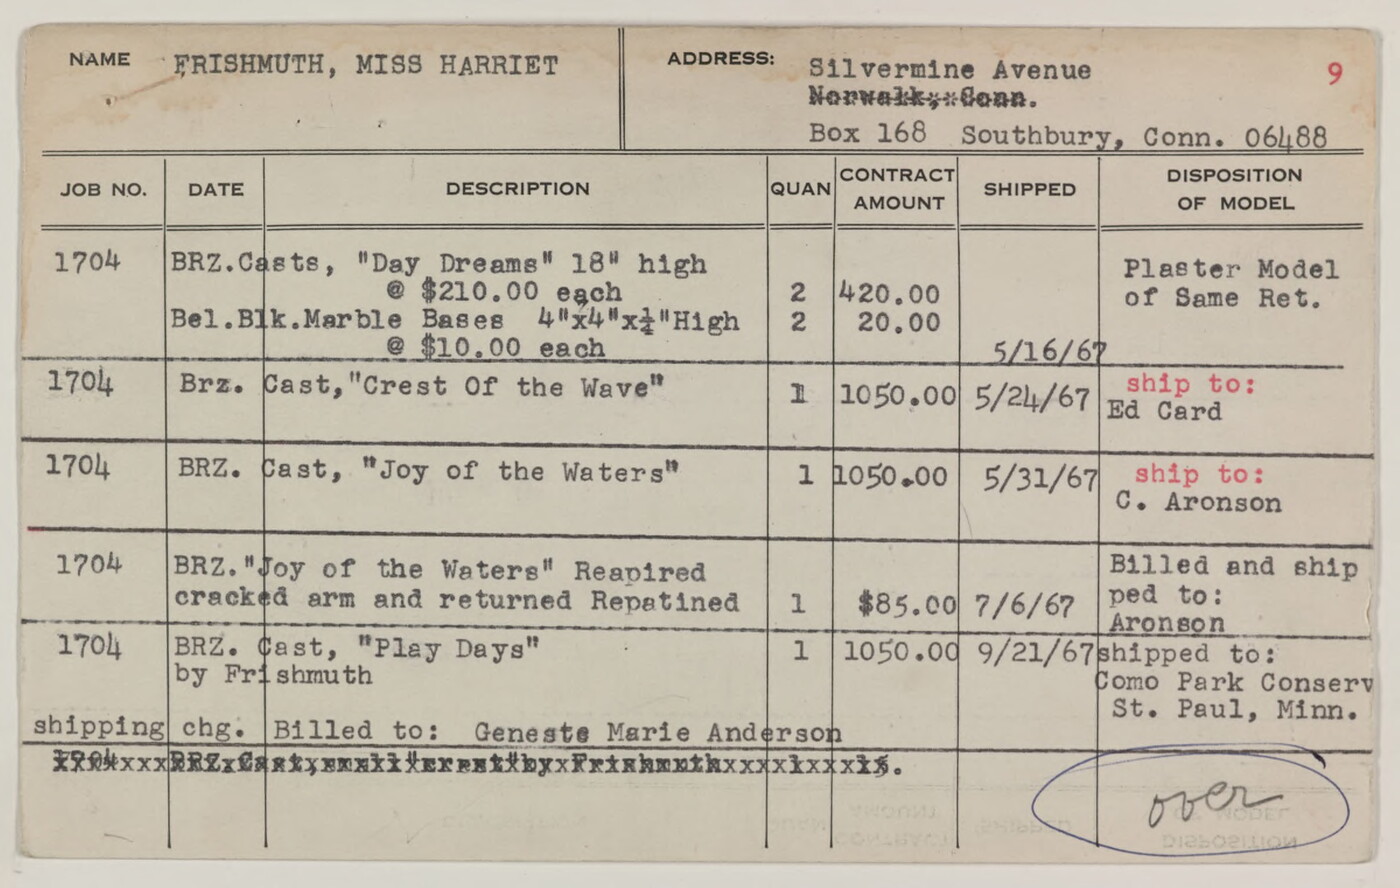 NAME FRISHMUTH, MISS HARRIET
ADDRESS: Silvermine Avenue
9
Norwalk, Conn.
Box 168 Southbury, Conn. 06488
JOB NO. DATE DESCRIPTION QUAN CONTRACT AMOUNT SHIPPED DISPOSITION OF MODEL
1704 BRZ.Casts, "Day Dreams" 18" high Plaster Model
@ $210.00 each 2 420.00 of Same Ret.
Bel.Blk.Marble Bases 4"x4"x½"High 2 20.00
@ $10.00 each 5/16/67
1704 Brz. Cast,"Crest Of the Wave" 1 1050.00 5/24/67 ship to:
Ed Card
1704 BRZ. Cast, "Joy of the Waters" 1 1050.00 5/31/67 ship to:
C. Aronson
1704 BRZ."Joy of the Waters" Reapired Billed and ship
cracked arm and returned Repatined 1 $85.00 7/6/67 ped to:
Aronson
1704 BRZ. Cast, "Play Days" 1 1050.00 9/21/67 shipped to:
by Frishmuth Como Park Conserv
St. Paul, Minn.
shipping chg. Billed to: Geneste Marie Anderson
1704 BRZ.Cast, small "crest" by Frishmuth
over